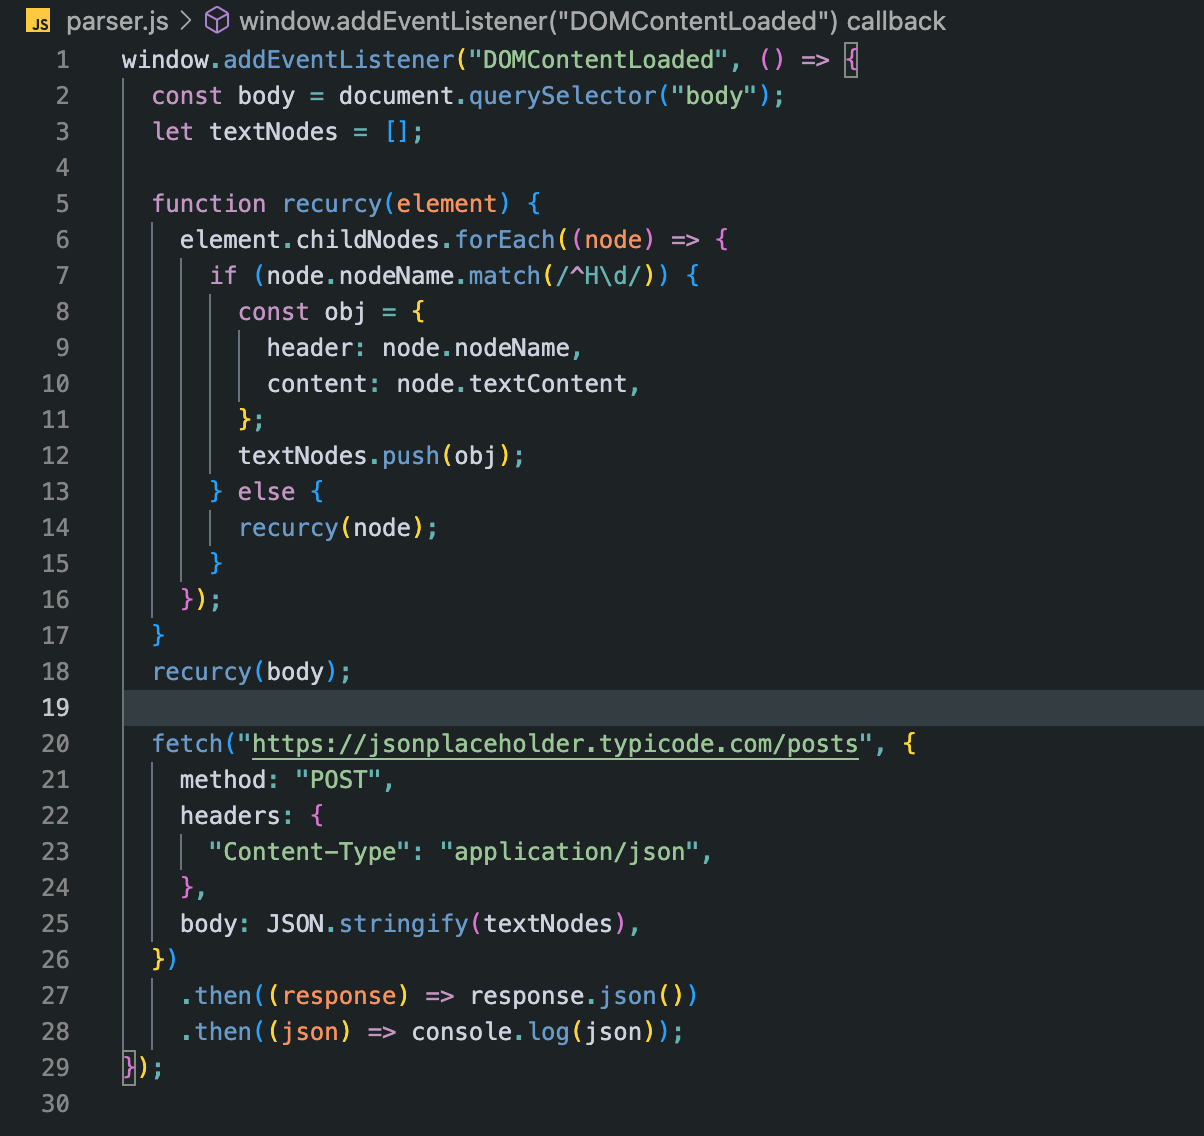 JS parser.js > window.addEventListener("DOMContentLoaded") callback
1 window.addEventListener("DOMContentLoaded", () => {
2   const body = document.querySelector("body");
3   let textNodes = [];
4
5   function recurcy(element) {
6     element.childNodes.forEach((node) => {
7       if (node.nodeName.match(/^H\d/)) {
8         const obj = {
9           header: node.nodeName,
10           content: node.textContent,
11         };
12         textNodes.push(obj);
13       } else {
14         recurcy(node);
15       }
16     });
17   }
18   recurcy(body);
19
20   fetch("https://jsonplaceholder.typicode.com/posts", {
21     method: "POST",
22     headers: {
23       "Content-Type": "application/json",
24     },
25     body: JSON.stringify(textNodes),
26   })
27     .then((response) => response.json())
28     .then((json) => console.log(json));
29 });
30